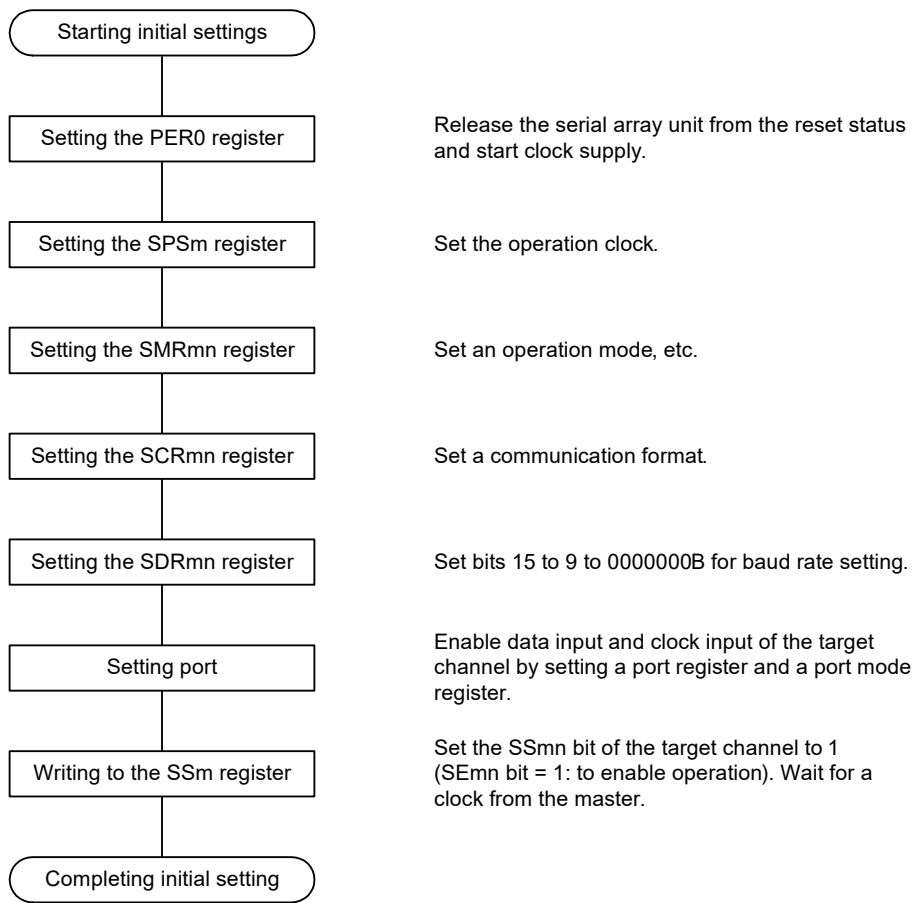 Starting initial settings
Setting the PER0 register
Release the serial array unit from the reset status
and start clock supply.
Setting the SPSm register
Set the operation clock.
Setting the SMRmn register
Set an operation mode, etc.
Setting the SCRmn register
Set a communication format.
Setting the SDRmn register
Set bits 15 to 9 to 0000000B for baud rate setting.
Setting port
Enable data input and clock input of the target
channel by setting a port register and a port mode
register.
Writing to the SSm register
Set the SSmn bit of the target channel to 1
(SEmn bit = 1: to enable operation). Wait for a
clock from the master.
Completing initial setting